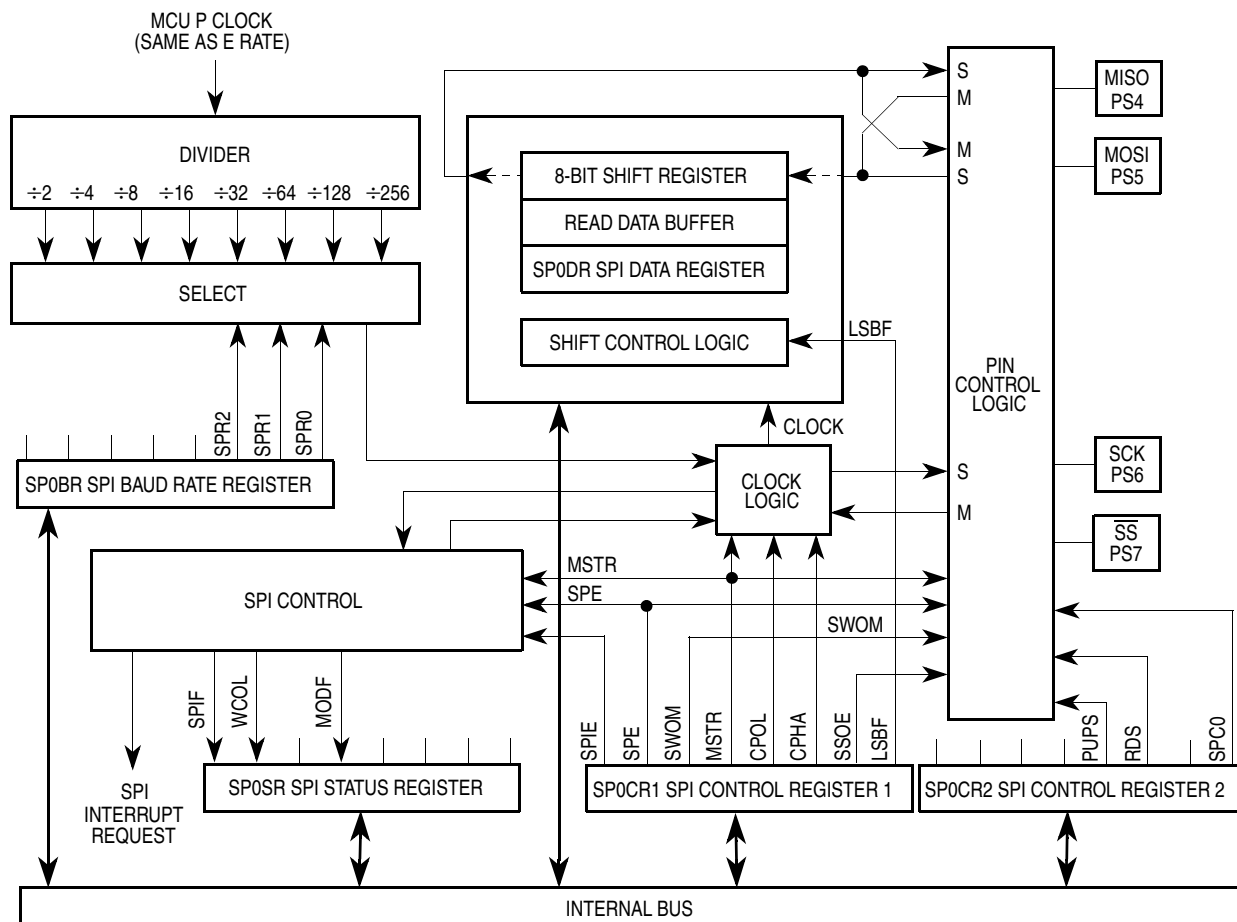 MCU P CLOCK
(SAME AS E RATE)
DIVIDER
÷2 ÷4 ÷8 ÷16 ÷32 ÷64 ÷128 ÷256
SELECT
SPR2
SPR1
SPR0
SP0BR SPI BAUD RATE REGISTER
8-BIT SHIFT REGISTER
READ DATA BUFFER
SP0DR SPI DATA REGISTER
SHIFT CONTROL LOGIC
LSBF
CLOCK
CLOCK
LOGIC
S
M
M
S
PIN
CONTROL
LOGIC
S
M
MISO
PS4
MOSI
PS5
SCK
PS6
SS
PS7
SPI CONTROL
MSTR
SPE
SWOM
SPIF
WCOL
MODF
SPI
INTERRUPT
REQUEST
SP0SR SPI STATUS REGISTER
SPIE
SPE
SWOM
MSTR
CPOL
CPHA
SSOE
LSBF
SP0CR1 SPI CONTROL REGISTER 1
PUPS
RDS
SPC0
SP0CR2 SPI CONTROL REGISTER 2
INTERNAL BUS